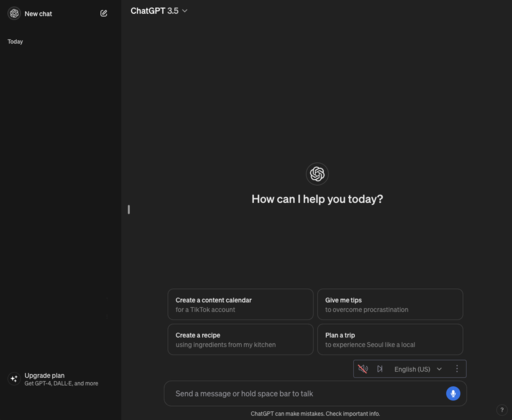 New chat
ChatGPT 3.5
Today
How can I help you today?
Create a content calendar
for a TikTok account
Give me tips
to overcome procrastination
Create a recipe
using ingredients from my kitchen
Plan a trip
to experience Seoul like a local
English (US)
Upgrade plan
Get GPT-4, DALL·E, and more
Send a message or hold space bar to talk
ChatGPT can make mistakes. Check important info.
?